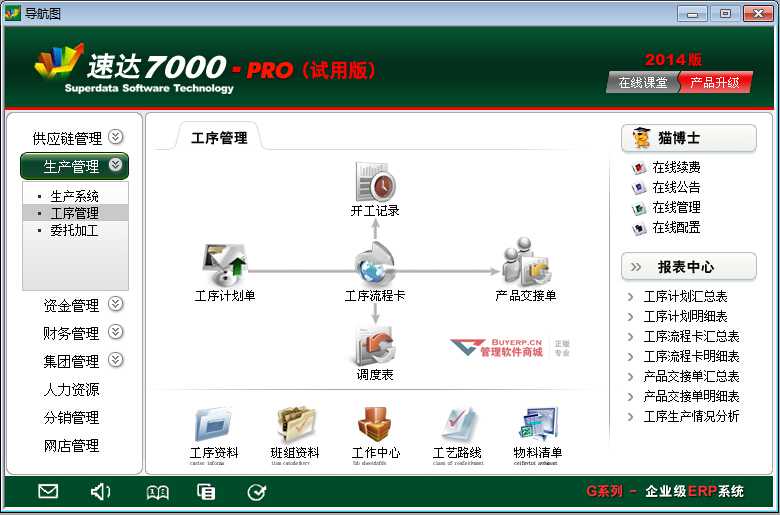 导航图
速达7000-PRO（试用版）
Superdata Software Technology
2014版
在线课堂
产品升级
供应链管理
生产管理
生产系统
工序管理
委托加工
资金管理
财务管理
集团管理
人力资源
分销管理
网店管理
工序管理
开工记录
工序计划单
工序流程卡
产品交接单
调度表
BUYERP.CN
管理软件商城
正版
专业
工序资料
班组资料
工作中心
工艺路线
物料清单
猫博士
在线续费
在线公告
在线管理
在线配置
报表中心
工序计划汇总表
工序计划明细表
工序流程卡汇总表
工序流程卡明细表
产品交接单汇总表
产品交接单明细表
工序生产情况分析
G系列 - 企业级ERP系统